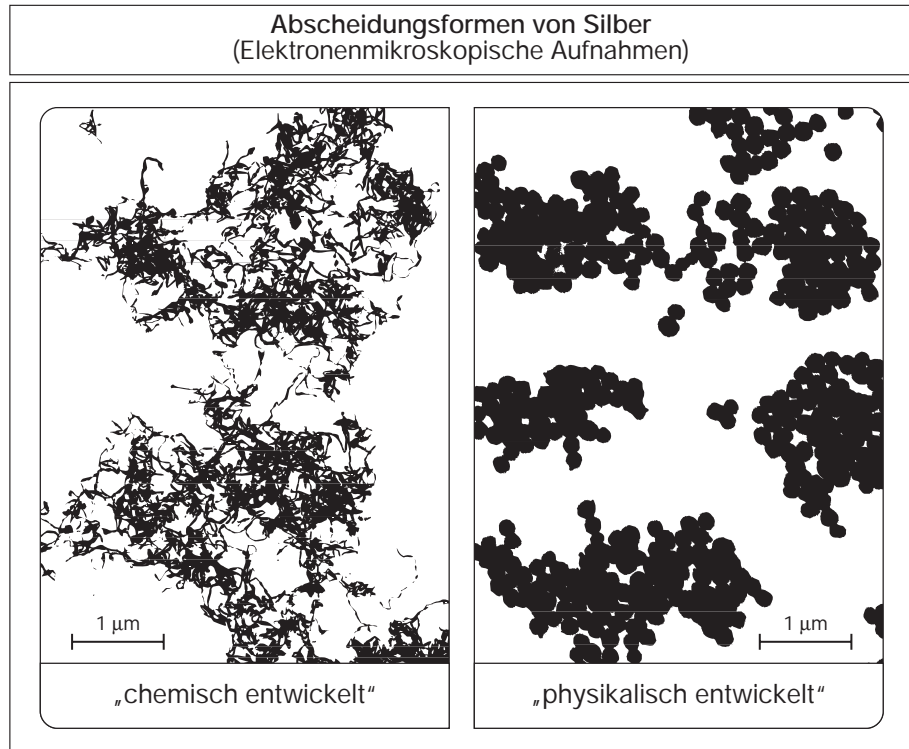 Abscheidungsformen von Silber
(Elektronenmikroskopische Aufnahmen)
1 µm
1 µm
„chemisch entwickelt“
„physikalisch entwickelt“